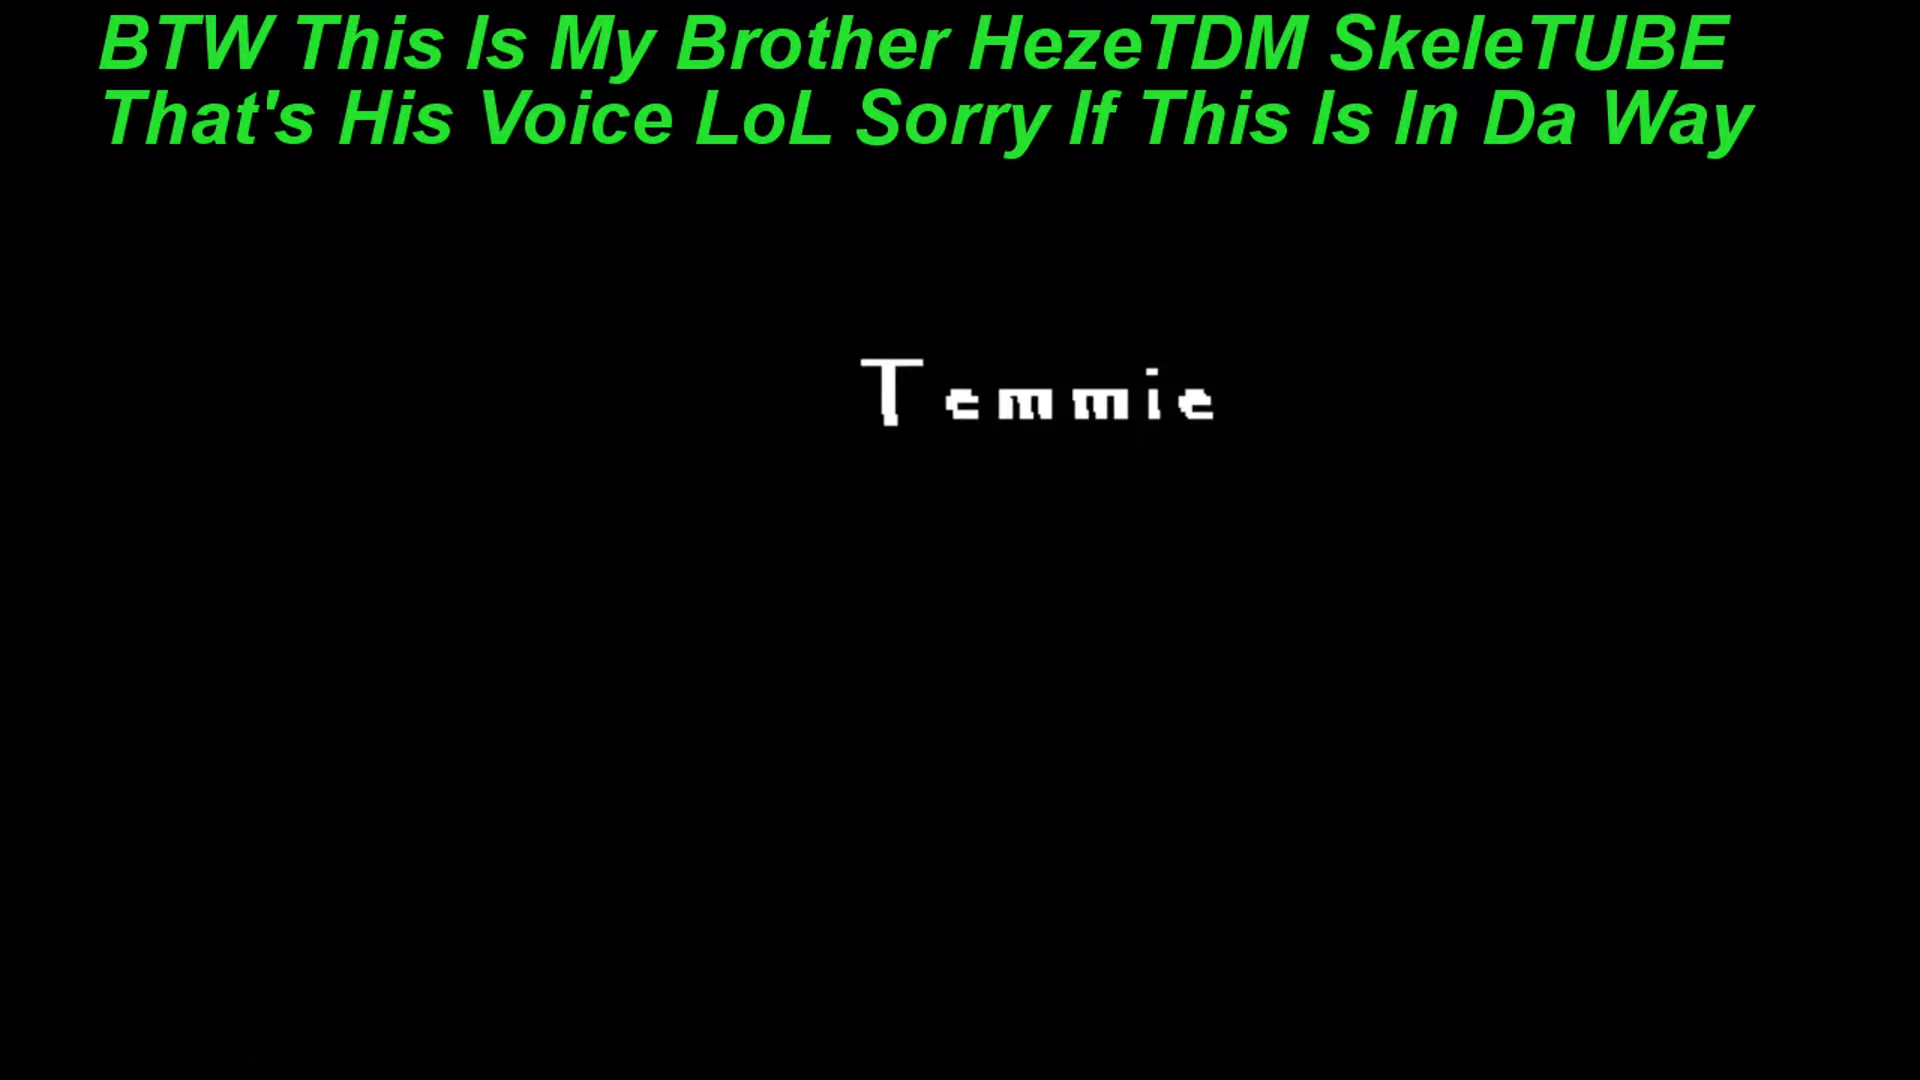 BTW This Is My Brother HezeTDM SkeleTUBE
That's His Voice LoL Sorry If This Is In Da Way
Temmie